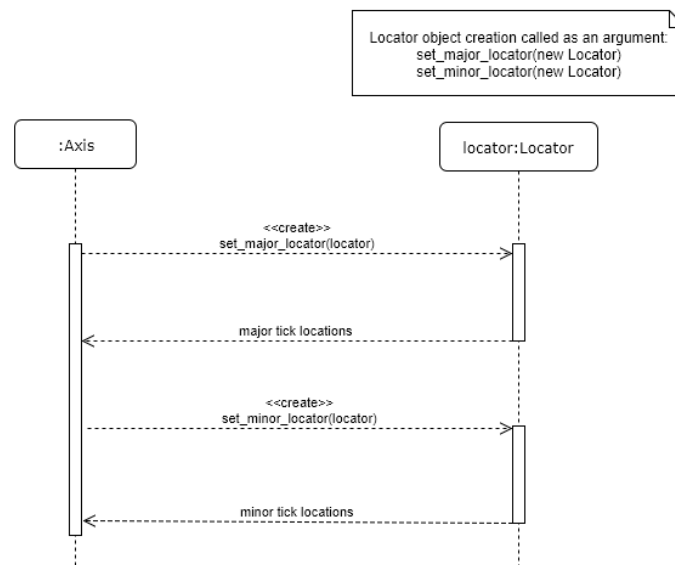 Locator object creation called as an argument:
set_major_locator(new Locator)
set_minor_locator(new Locator)
:Axis
locator:Locator
<<create>>
set_major_locator(locator)
major tick locations
<<create>>
set_minor_locator(locator)
minor tick locations